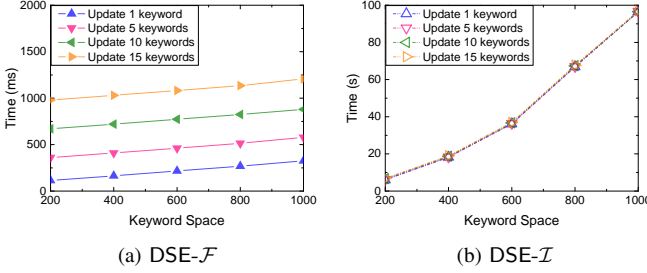 2000
1500
1000
500
0
Time (ms)
Update 1 keyword
Update 5 keywords
Update 10 keywords
Update 15 keywords
200 400 600 800 1000
Keyword Space
(a) DSE-ℱ
100
80
60
40
20
0
Time (s)
Update 1 keyword
Update 5 keywords
Update 10 keywords
Update 15 keywords
200 400 600 800 1000
Keyword Space
(b) DSE-ℐ